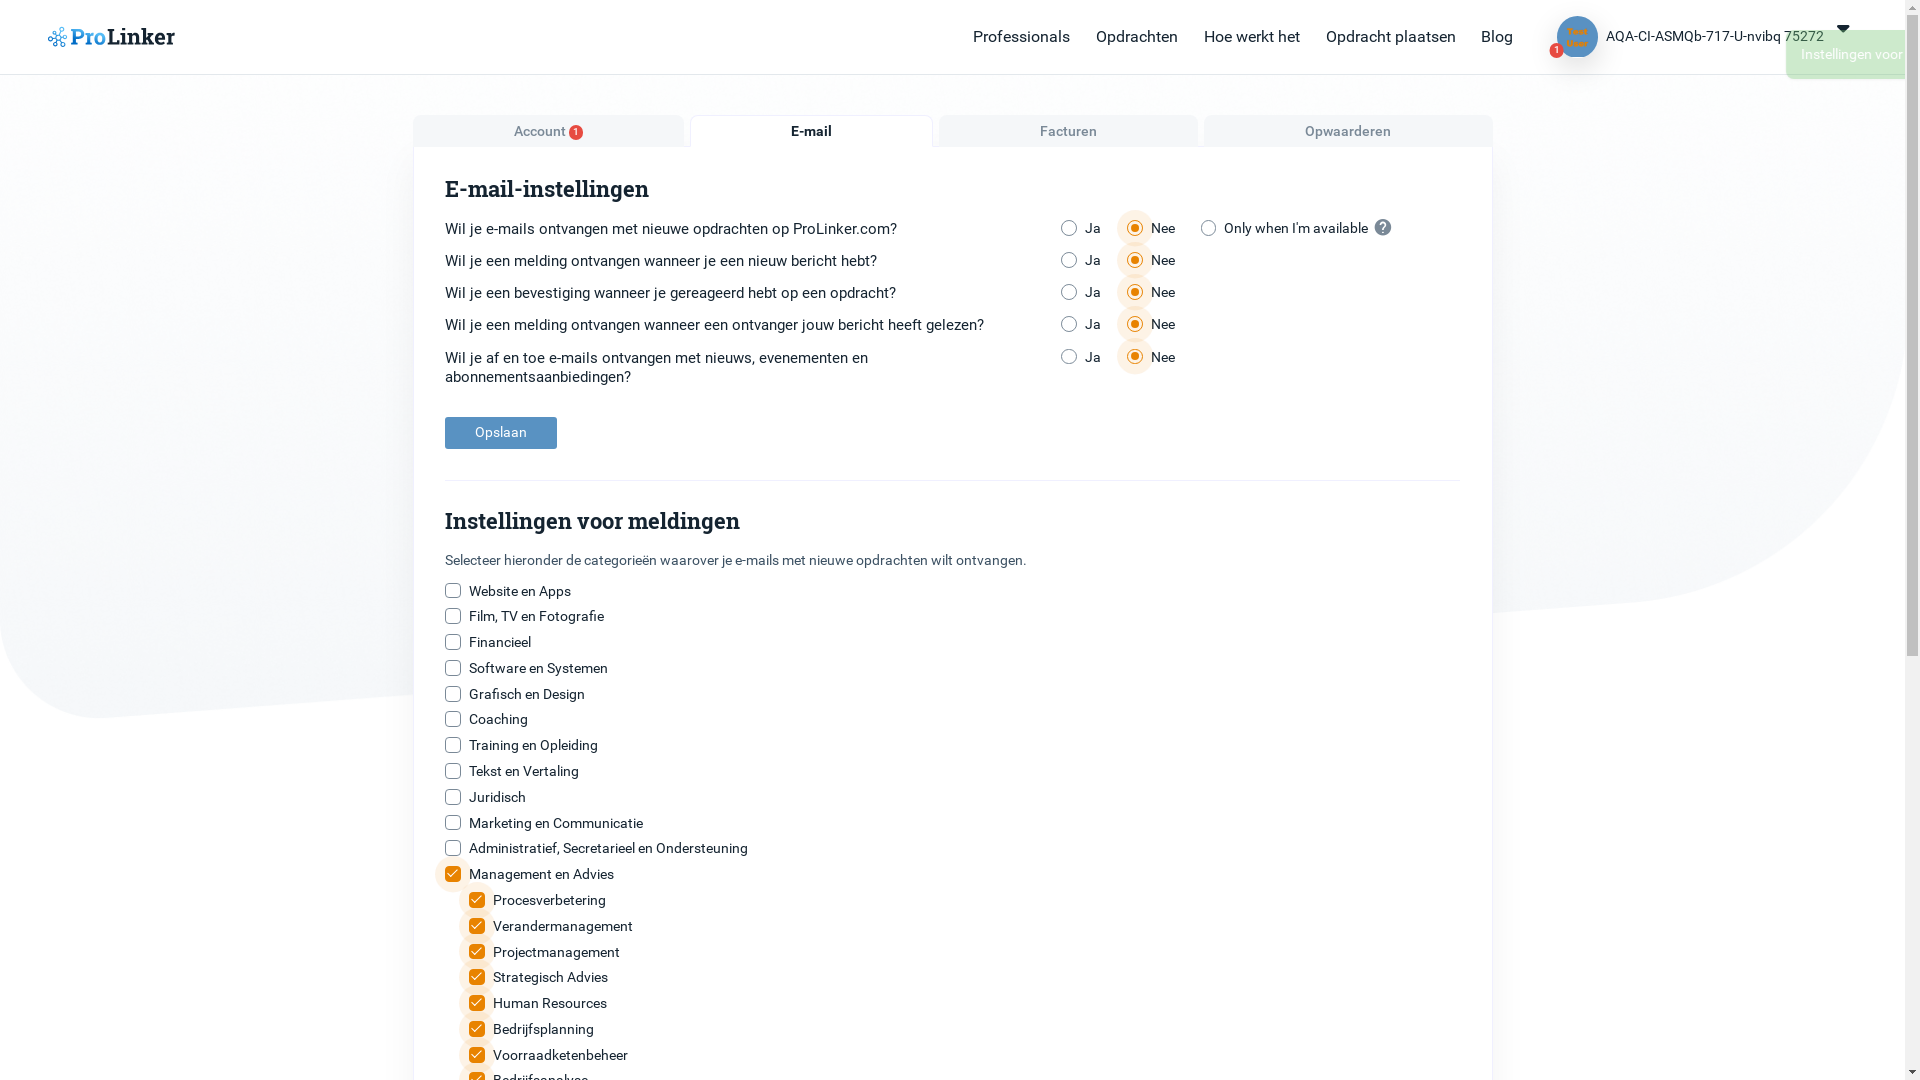 ProLinker
Professionals
Opdrachten
Hoe werkt het
Opdracht plaatsen
Blog
1
AQA-CI-ASMQb-717-U-nvibq 75272
Instellingen voor
Account 1
E-mail
Facturen
Opwaarderen
E-mail-instellingen
Wil je e-mails ontvangen met nieuwe opdrachten op ProLinker.com?
Ja
Nee
Only when I'm available
?
Wil je een melding ontvangen wanneer je een nieuw bericht hebt?
Ja
Nee
Wil je een bevestiging wanneer je gereageerd hebt op een opdracht?
Ja
Nee
Wil je een melding ontvangen wanneer een ontvanger jouw bericht heeft gelezen?
Ja
Nee
Wil je af en toe e-mails ontvangen met nieuws, evenementen en
abonnementsaanbiedingen?
Ja
Nee
Opslaan
Instellingen voor meldingen
Selecteer hieronder de categorieën waarover je e-mails met nieuwe opdrachten wilt ontvangen.
Website en Apps
Film, TV en Fotografie
Financieel
Software en Systemen
Grafisch en Design
Coaching
Training en Opleiding
Tekst en Vertaling
Juridisch
Marketing en Communicatie
Administratief, Secretarieel en Ondersteuning
Management en Advies
Procesverbetering
Verandermanagement
Projectmanagement
Strategisch Advies
Human Resources
Bedrijfsplanning
Voorraadketenbeheer
Bedrijfsanalyse